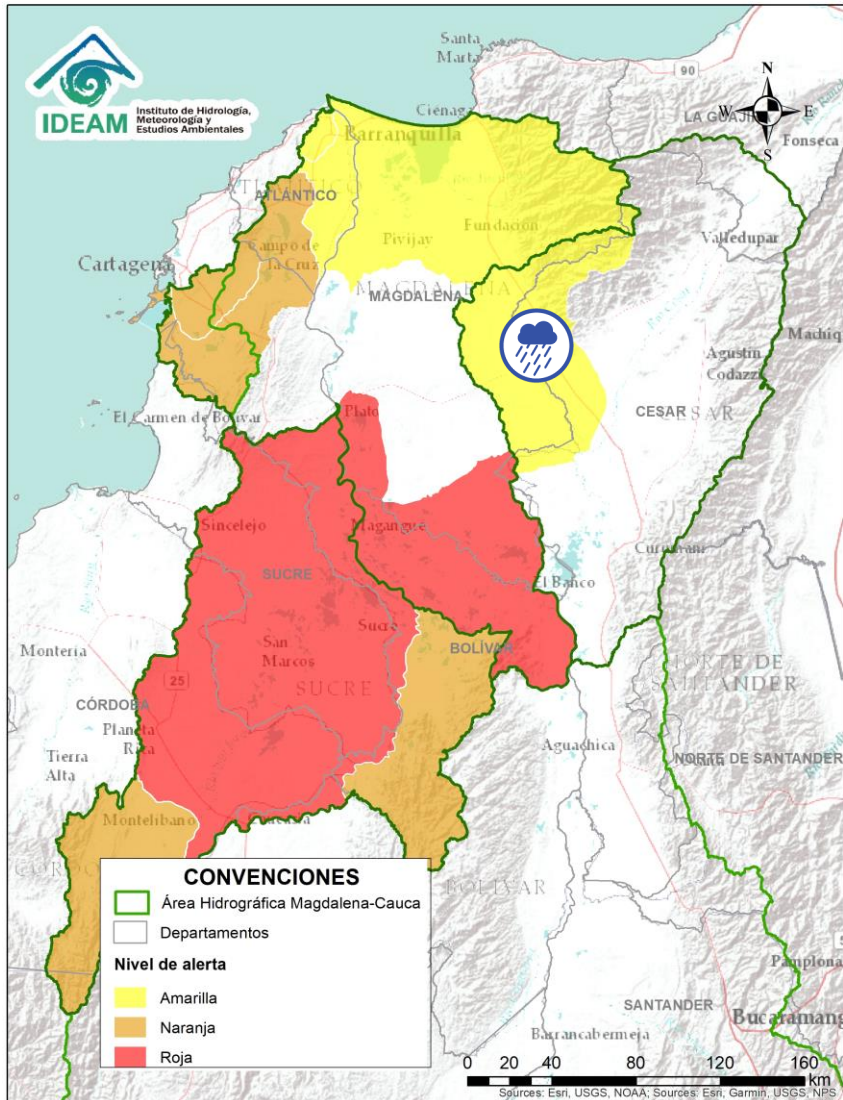 Santa
Marta
90
N
W E
S
IDEAM
Instituto de Hidrología,
Meteorología y
Estudios Ambientales
Ciénaga
LA GUAJIRA
Fonseca
Barranquilla
ATLÁNTICO
Fundación
Pivijay
Campo de
la Cruz
Valledupar
Cartagena
MAGDALENA
MAGDALENA
Machiq
Agustín
Codazzi
CESAR
CESAR
El Carmen de Bolívar
Plato
Sincelejo
Magangué
Curumaní
SUCRE
El Banco
Sucre
Montería
San
Marcos
BOLÍVAR
NORTE DE
SANTANDER
25
SUCRE
CÓRDOBA
Planeta
Rica
Aguachica
Tierra
Alta
NORTE DE SANTANDER
Montelíbano
Caucasia
BOLÍVAR
CONVENCIONES
Área Hidrográfica Magdalena-Cauca
Departamentos
Nivel de alerta
Amarilla
Naranja
Roja
Pamplona
SANTANDER
Bucaramang
Barrancabermeja
0 20 40 80 120 160
Km
Sources: Esri, USGS, NOAA; Sources: Esri, Garmin, USGS, NPS